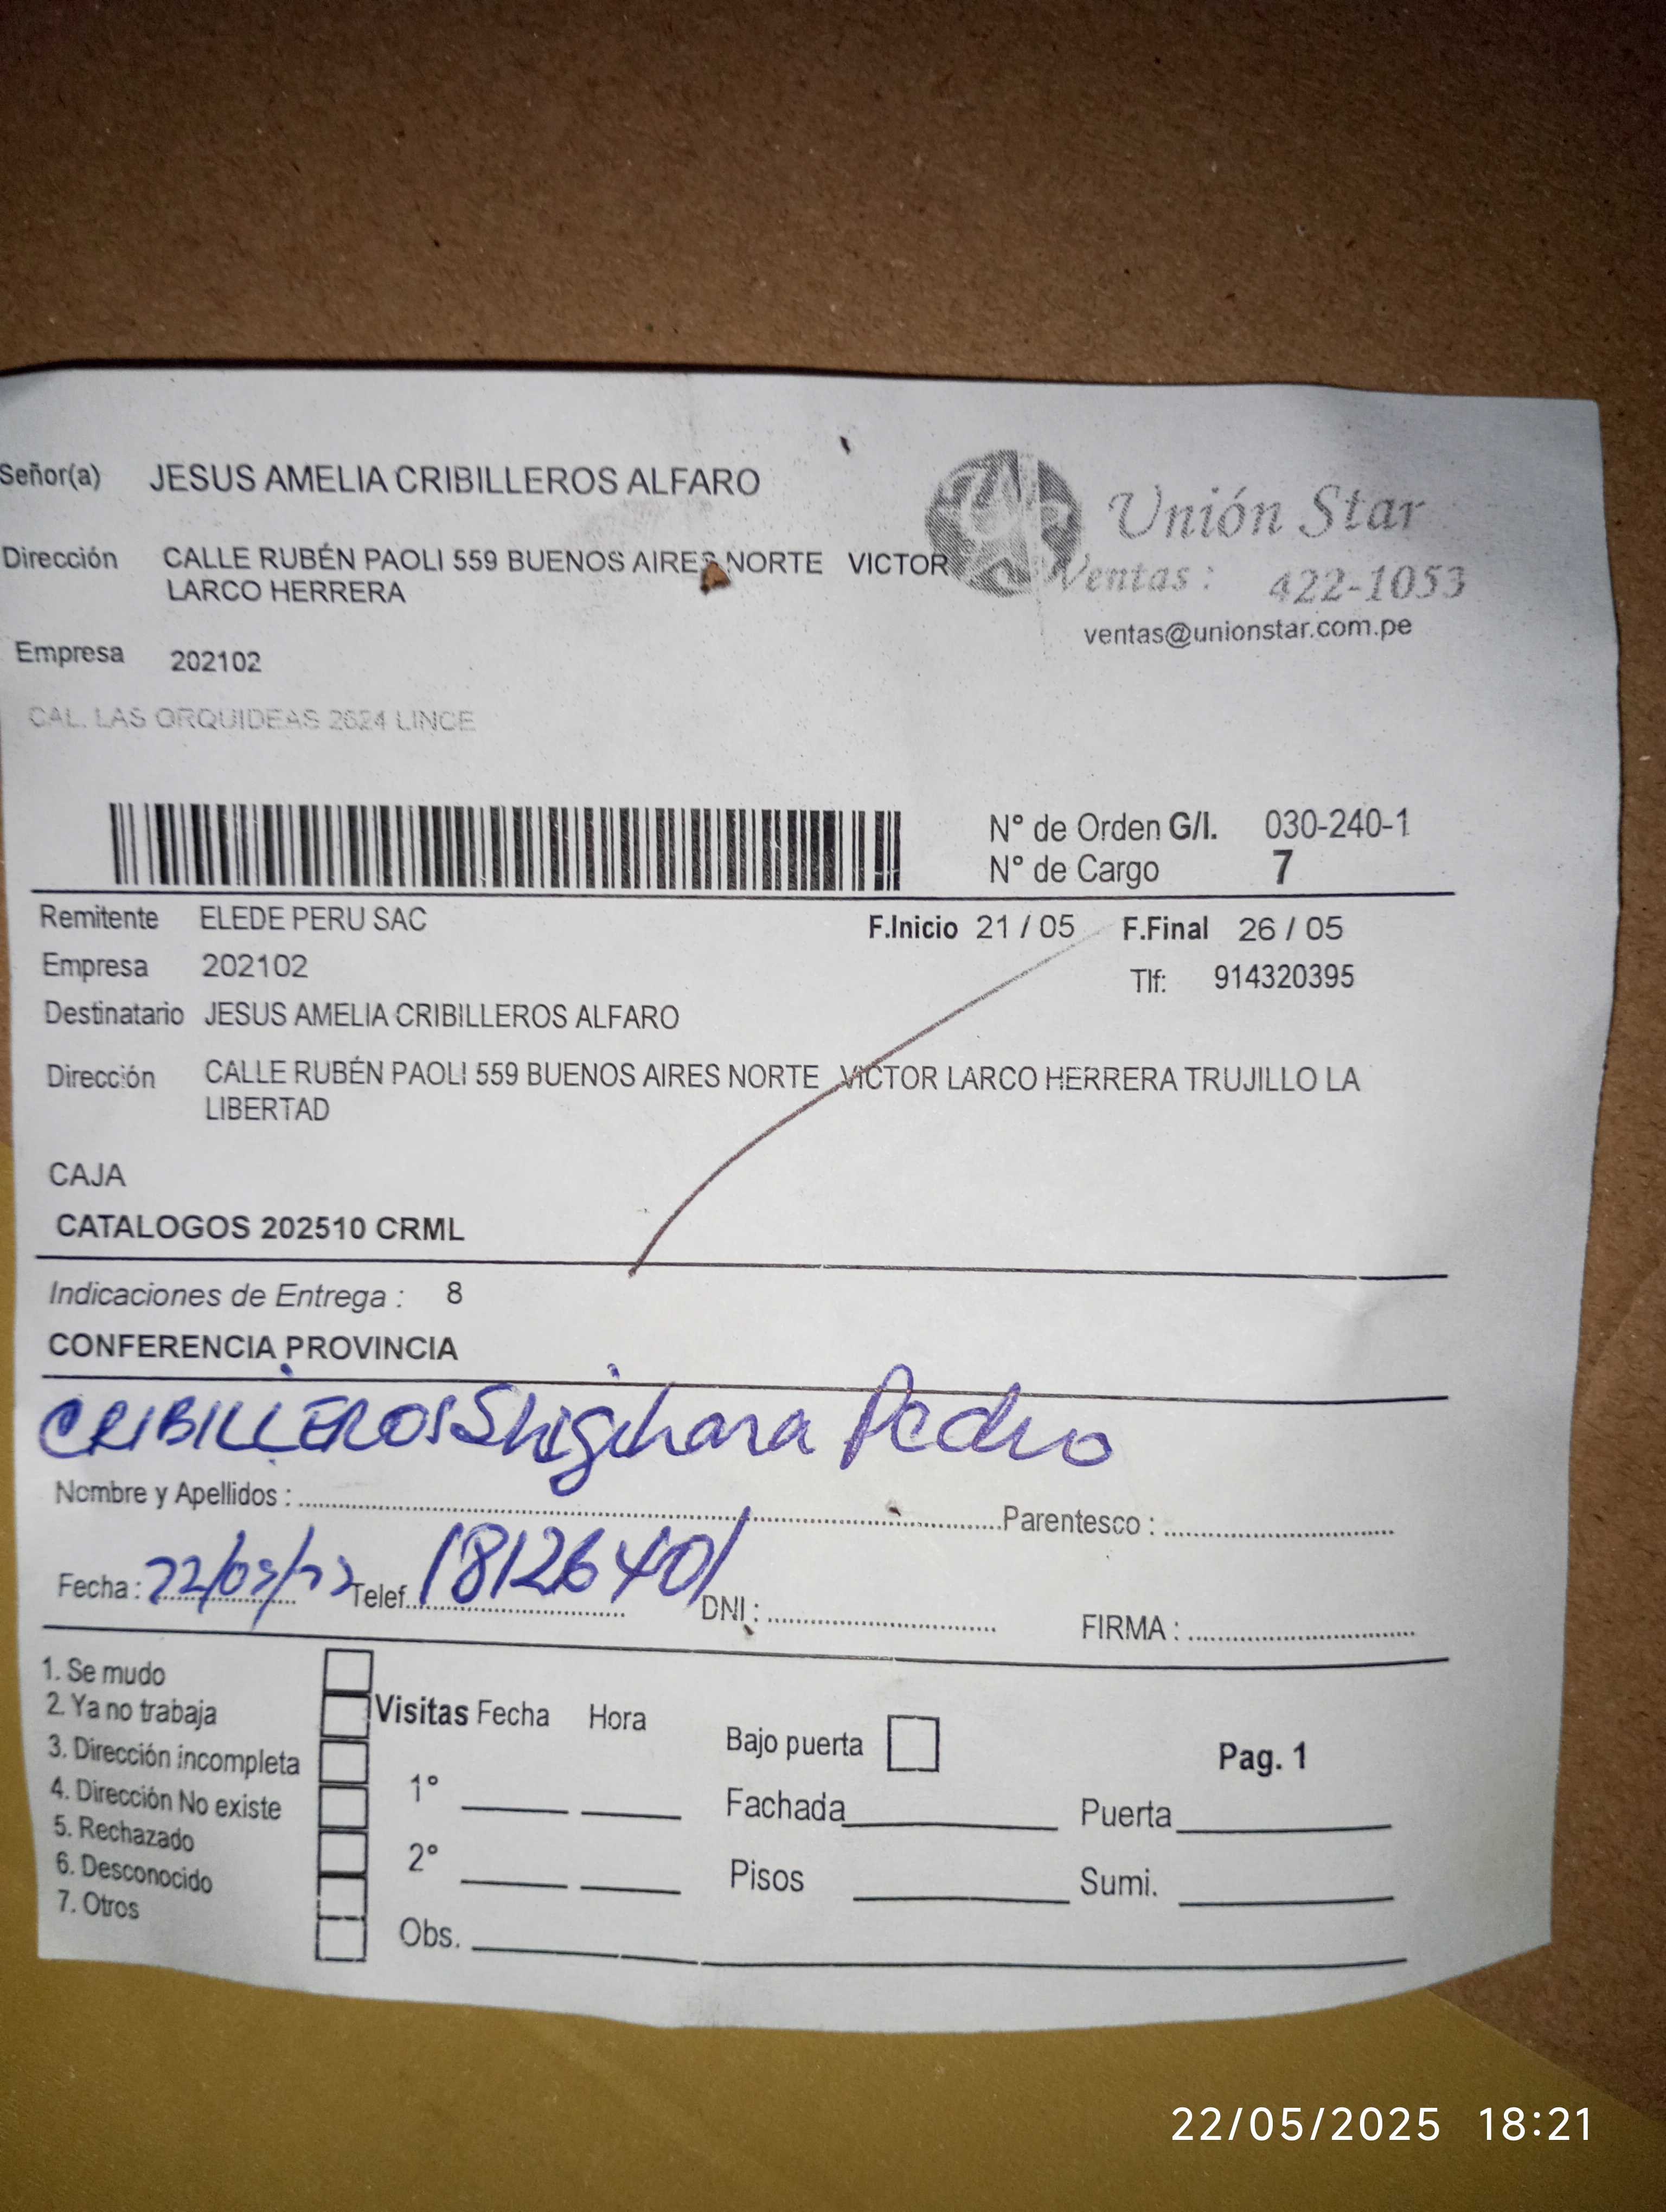 Señor(a) JESUS AMELIA CRIBILLEROS ALFARO
Unión Star
Dirección CALLE RUBÉN PAOLI 559 BUENOS AIRES NORTE VICTOR
LARCO HERRERA
Ventas : 422-1053
ventas@unionstar.com.pe
Empresa 202102
CAL. LAS ORQUIDEAS 2624 LINCE
N° de Orden G/I. 030-240-1
N° de Cargo 7
Remitente ELEDE PERU SAC F.Inicio 21 / 05 F.Final 26 / 05
Empresa 202102 Tlf: 914320395
Destinatario JESUS AMELIA CRIBILLEROS ALFARO
Dirección CALLE RUBÉN PAOLI 559 BUENOS AIRES NORTE VICTOR LARCO HERRERA TRUJILLO LA
LIBERTAD
CAJA
CATALOGOS 202510 CRML
Indicaciones de Entrega : 8
CONFERENCIA PROVINCIA
CRIBILLEROS Shigihara Pedro
Nombre y Apellidos : Parentesco :
Fecha : Telef. 18126401 DNI : FIRMA :
1. Se mudo
2. Ya no trabaja
3. Dirección incompleta
4. Dirección No existe
5. Rechazado
6. Desconocido
7. Otros
Visitas Fecha Hora
1°
2°
Obs.
Bajo puerta
Pag. 1
Fachada Puerta
Pisos Sumi.
22/05/2025 18:21